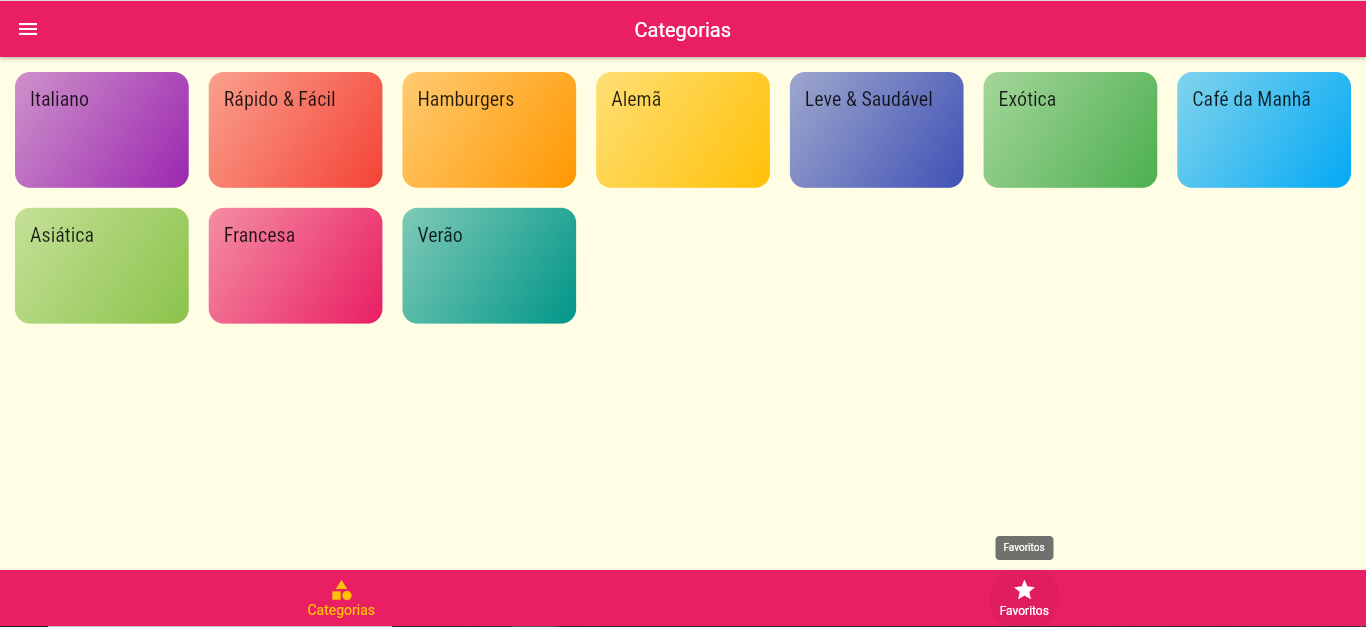 Categorias
Italiano
Rápido & Fácil
Hamburgers
Alemã
Leve & Saudável
Exótica
Café da Manhã
Asiática
Francesa
Verão
Favoritos
Categorias
Favoritos